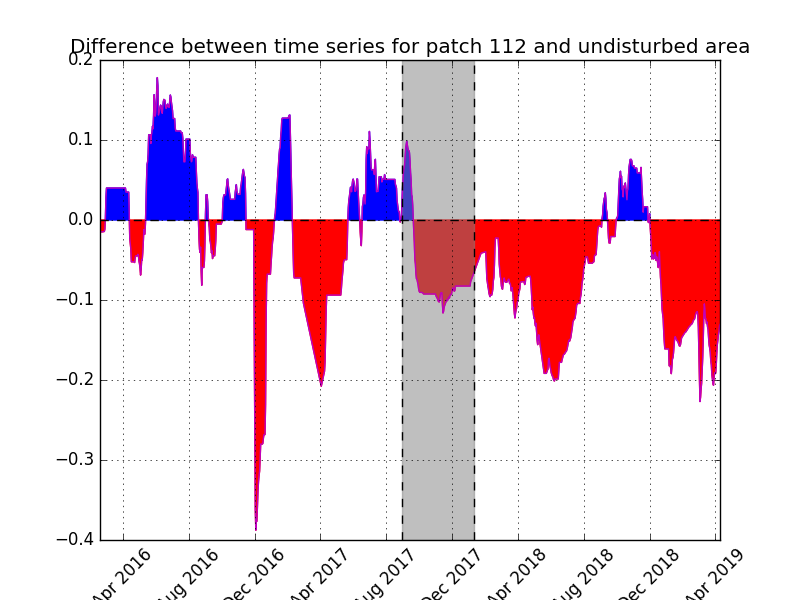 Difference between time series for patch 112 and undisturbed area
0.2
0.1
0.0
−0.1
−0.2
−0.3
−0.4
Apr 2016
Aug 2016
Dec 2016
Apr 2017
Aug 2017
Dec 2017
Apr 2018
Aug 2018
Dec 2018
Apr 2019